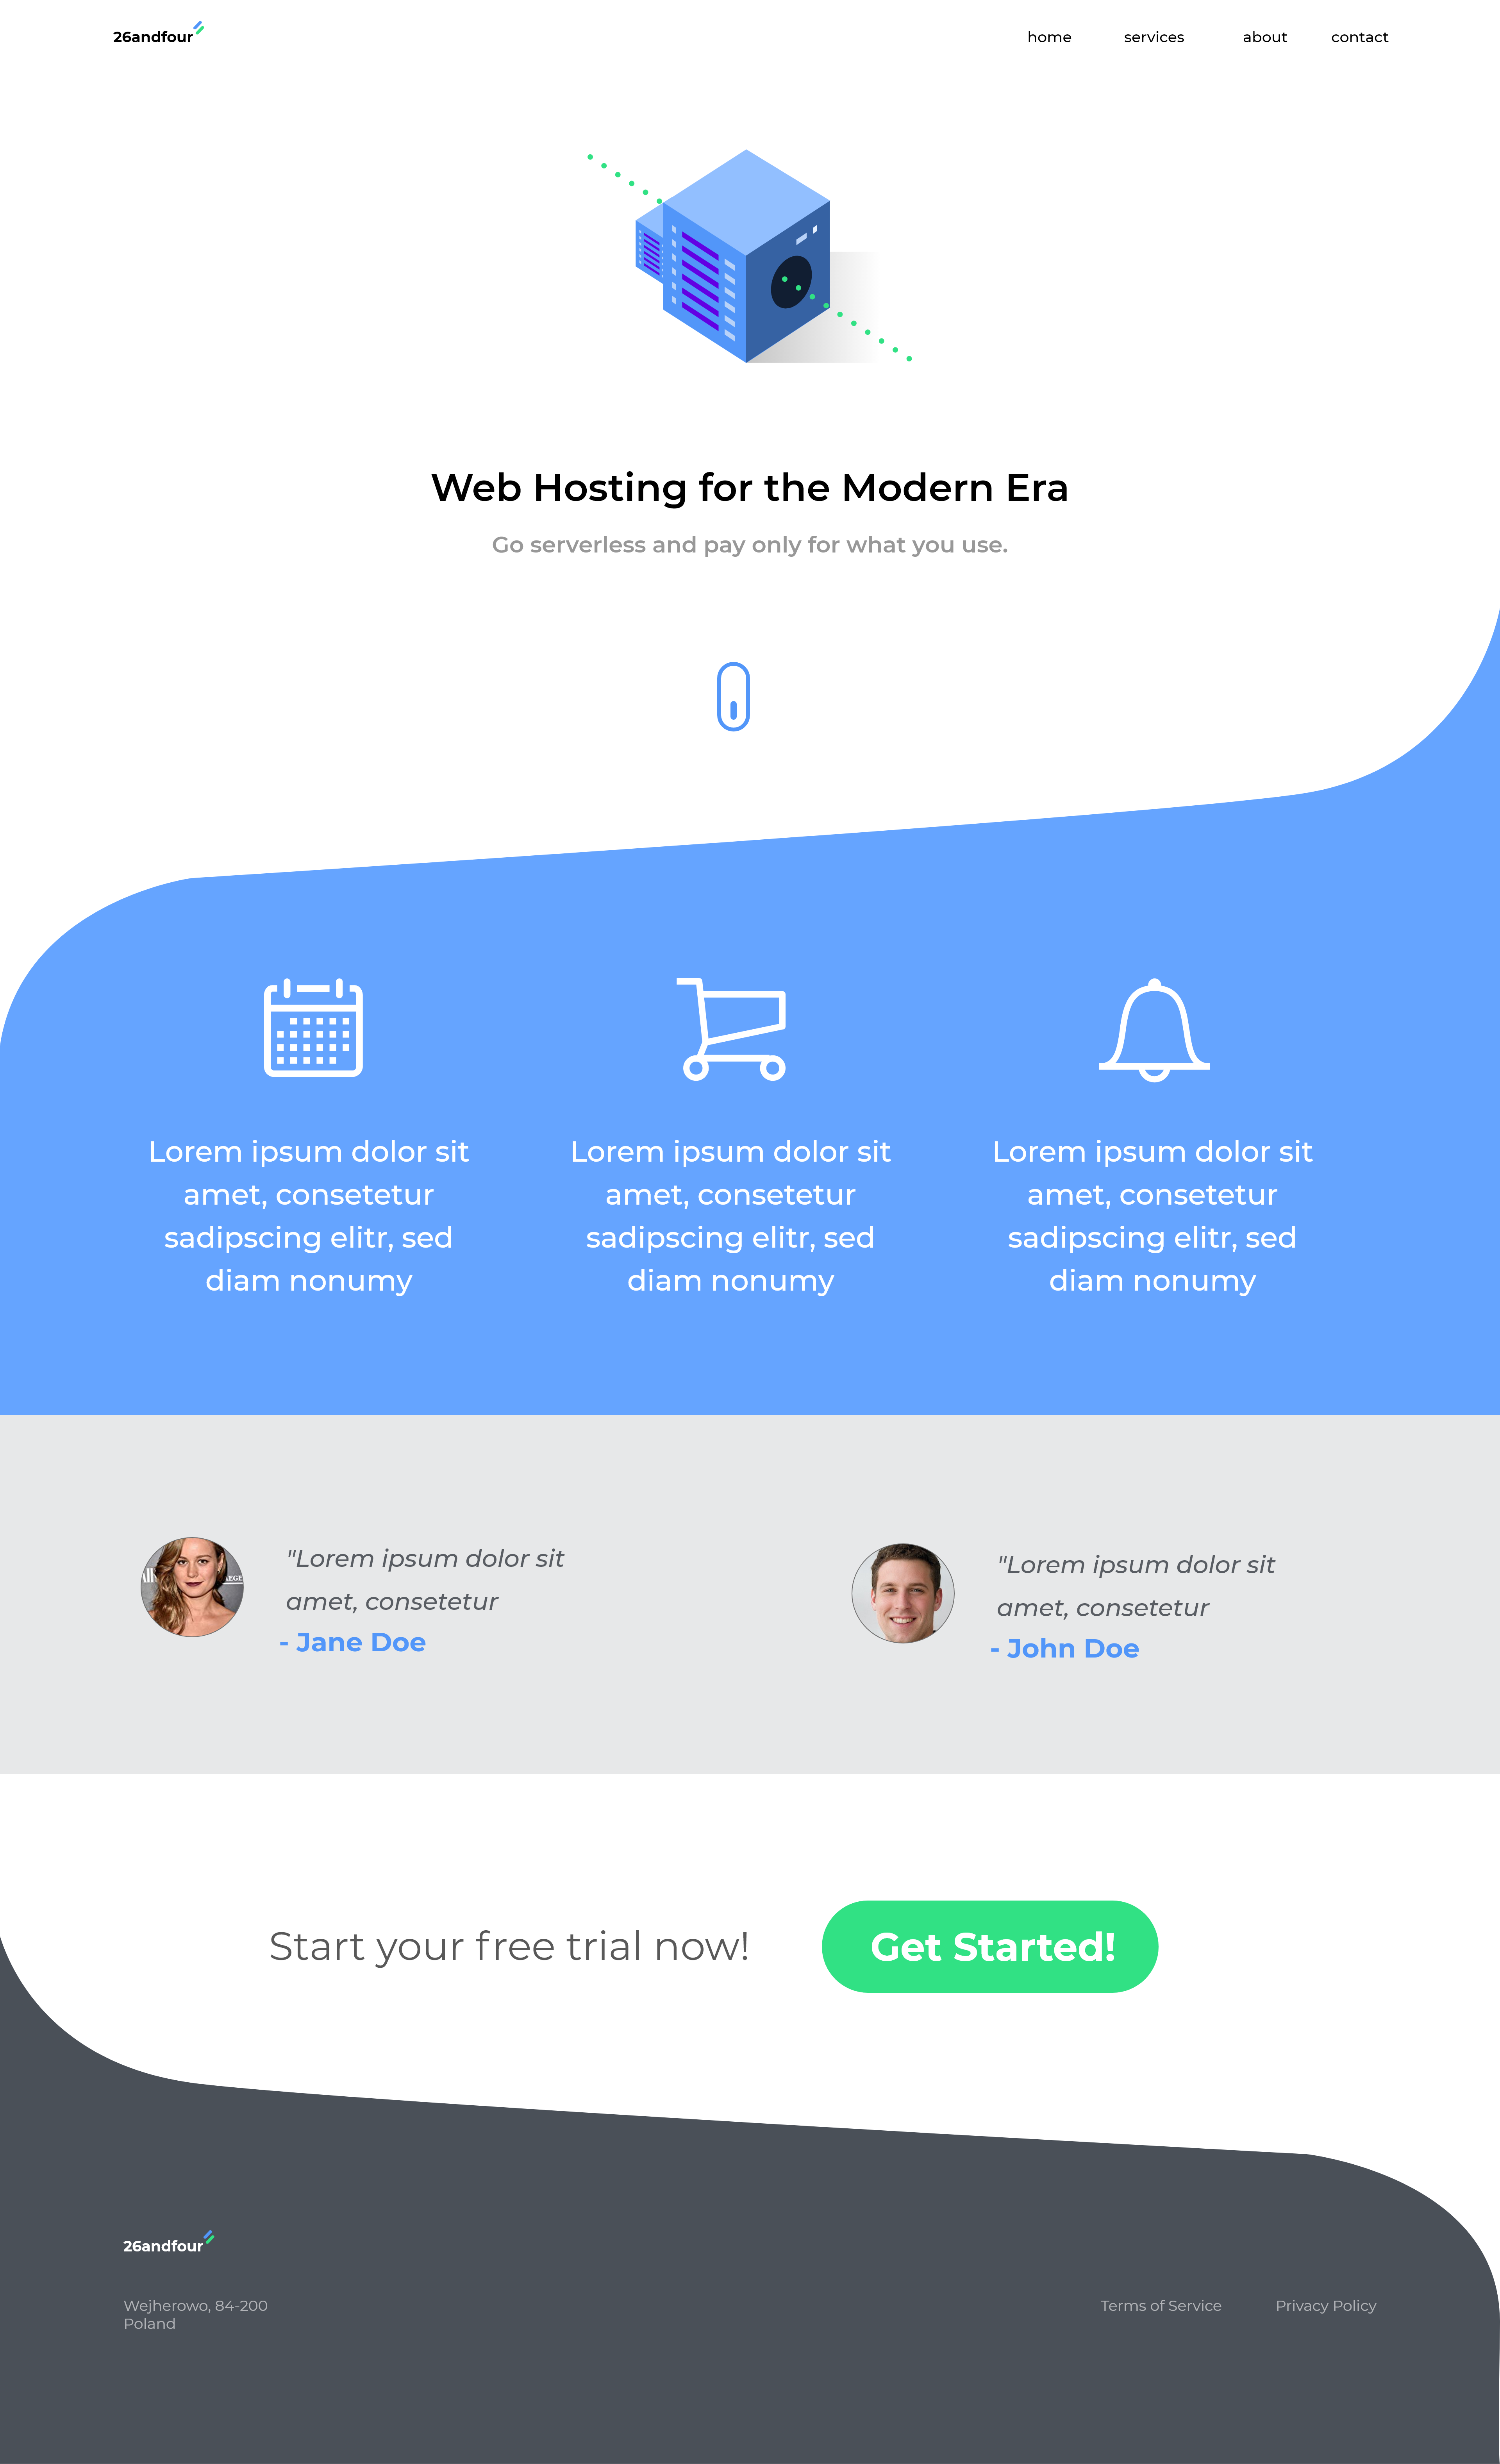 26andfour
home services about contact
Web Hosting for the Modern Era
Go serverless and pay only for what you use.
Lorem ipsum dolor sit
amet, consetetur
sadipscing elitr, sed
diam nonumy
Lorem ipsum dolor sit
amet, consetetur
sadipscing elitr, sed
diam nonumy
Lorem ipsum dolor sit
amet, consetetur
sadipscing elitr, sed
diam nonumy
"Lorem ipsum dolor sit
amet, consetetur
- Jane Doe
"Lorem ipsum dolor sit
amet, consetetur
- John Doe
Start your free trial now!
Get Started!
26andfour
Wejherowo, 84-200
Poland
Terms of Service
Privacy Policy